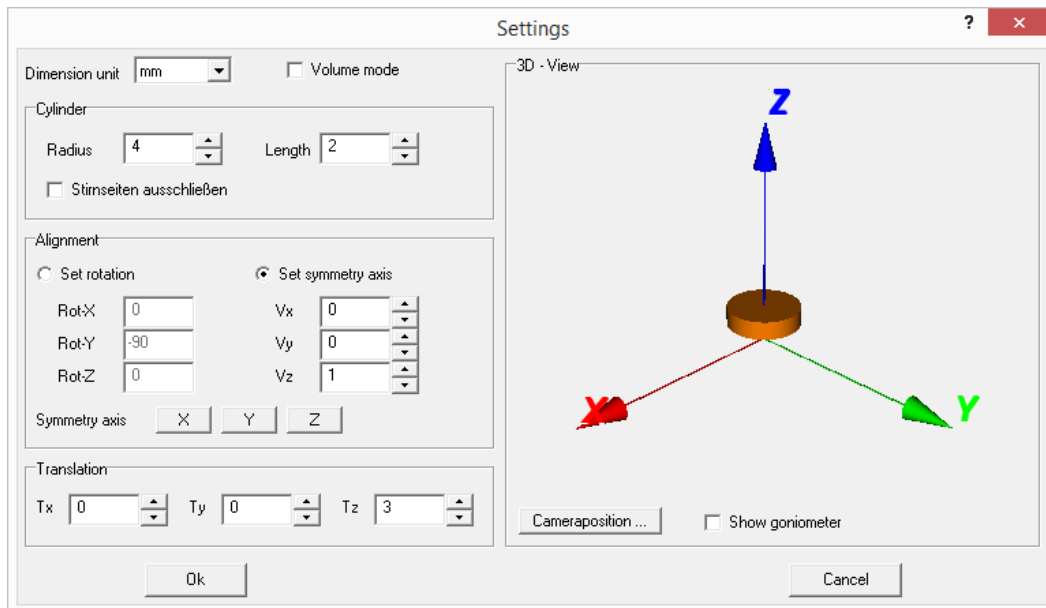 Settings
?
Dimension unit mm Volume mode
Cylinder
Radius 4 Length 2
Stirnseiten ausschließen
Alignment
Set rotation Set symmetry axis
Rot-X 0 Vx 0
Rot-Y -90 Vy 0
Rot-Z 0 Vz 1
Symmetry axis X Y Z
Translation
Tx 0 Ty 0 Tz 3
3D - View
Z
X
Y
Cameraposition ... Show goniometer
Ok Cancel